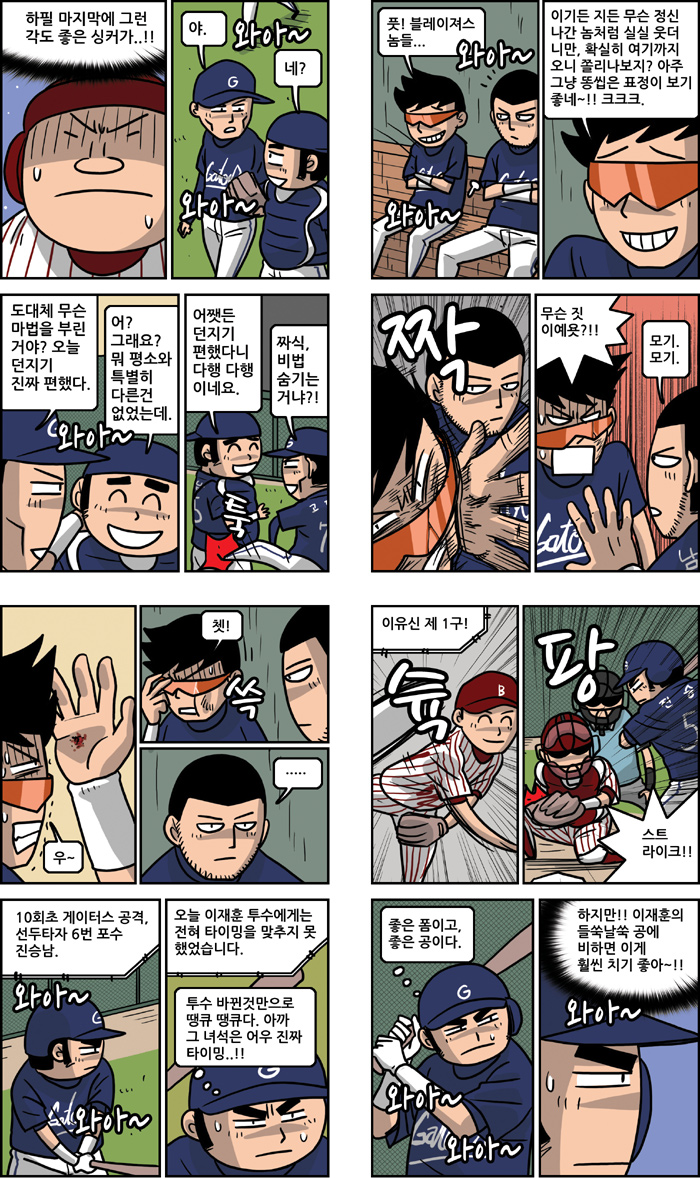 하필 마지막에 그런
각도 좋은 싱커가..!!
야.
와아~
네?
G
Gators
와아~
도대체 무슨
마법을 부린
거야? 오늘
던지기
진짜 편했다.
어?
그래요?
뭐 평소와
특별히
다른건
없었는데.
와아~
어쨋든
던지기
편했다니
다행 다행
이네요.
짜식,
비법
숨기는
거냐?!
툭
풋! 블레이져스
놈들...
와아~
Gators
와아~
이기든 지든 무슨 정신
나간 놈처럼 실실 웃더
니만, 확실히 여기까지
오니 쫄리나보지? 아주
그냥 똥씹은 표정이 보기
좋네~!! 크크크.
짝
무슨 짓
이예욧?!!
모기.
모기.
Gato
남
우~
쳇!
쓱
.....
10회초 게이터스 공격,
선두타자 6번 포수
진승남.
와아~
G
Gato
와아~
오늘 이재훈 투수에게는
전혀 타이밍을 맞추지 못
했었습니다.
투수 바뀐것만으로
땡큐 땡큐다. 아까
그 녀석은 어우 진짜
타이밍..!!
G
이유신 제 1구!
슉
B
팡
진승
5
스트
라이크!!
좋은 폼이고,
좋은 공이다.
G
와아~
Gato
와아~
하지만!! 이재훈의
들쑥날쑥 공에
비하면 이게
훨씬 치기 좋아~!!
와아~